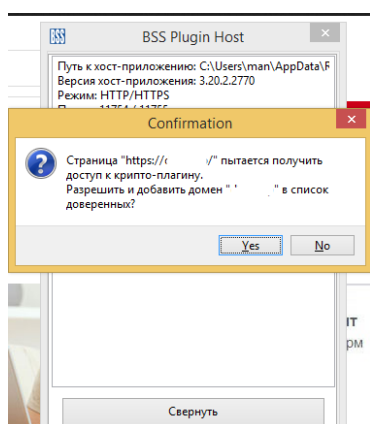 BSS Plugin Host
Путь к хост-приложению: C:\Users\man\AppData\R
Версия хост-приложения: 3.20.2.2770
Режим: HTTP/HTTPS
Confirmation
Страница "https:// /" пытается получить
доступ к крипто-плагину.
Разрешить и добавить домен " " в список
доверенных?
Yes
No
Свернуть